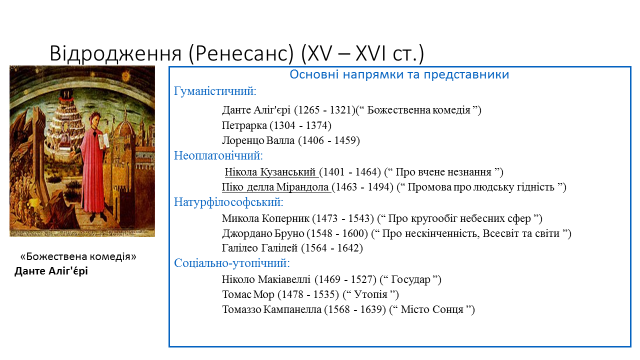 Відродження (Ренесанс) (XV – XVI ст.)
Основні напрямки та представники
Гуманістичний:
Данте Аліг'єрі (1265 - 1321)(“ Божественна комедія ”)
Петрарка (1304 - 1374)
Лоренцо Валла (1406 - 1459)
Неоплатонічний:
Нікола Кузанський (1401 - 1464) (“ Про вчене незнання ”)
Піко делла Мірандола (1463 - 1494) (“ Промова про людську гідність ”)
Натурфілософський:
Микола Коперник (1473 - 1543) (“ Про кругообіг небесних сфер ”)
Джордано Бруно (1548 - 1600) (“ Про нескінченність, Всесвіт та світи ”)
Галілео Галілей (1564 - 1642)
Соціально-утопічний:
Ніколо Макіавеллі (1469 - 1527) (“ Государ ”)
Томас Мор (1478 - 1535) (“ Утопія ”)
Томаззо Кампанелла (1568 - 1639) (“ Місто Сонця ”)
«Божествена комедія»
Данте Аліг'є́рі